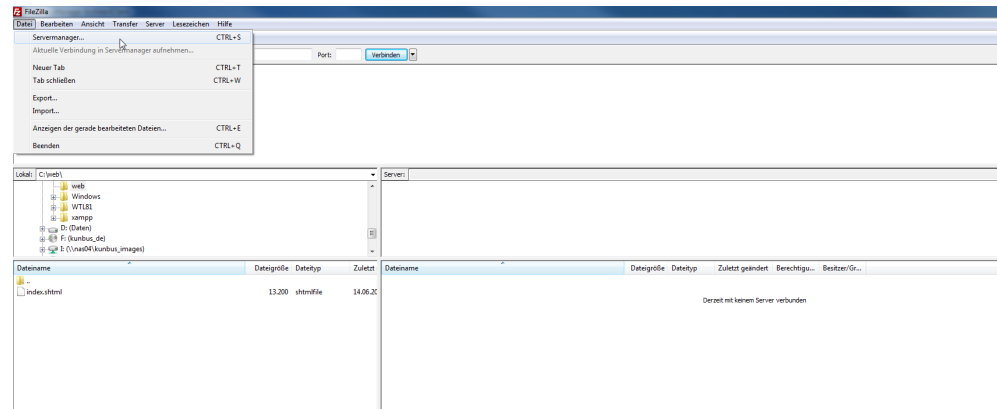 FileZilla
Datei Bearbeiten Ansicht Transfer Server Lesezeichen Hilfe
Servermanager... CTRL+S
Aktuelle Verbindung in Servermanager aufnehmen...
Port: Verbinden
Neuer Tab CTRL+T
Tab schließen CTRL+W
Export...
Import...
Anzeigen der gerade bearbeiteten Dateien... CTRL+E
Beenden CTRL+Q
Lokal: C:\web\ Server:
web
Windows
WTL81
xampp
D: (Daten)
F: (kunbus_de)
I: (\\nas04\kunbus_images)
Dateiname Dateigröße Dateityp Zuletzt Dateiname Dateigröße Dateityp Zuletzt geändert Berechtigu... Besitzer/Gr...
..
index.shtml 13.200 shtmlfile 14.06.20
Derzeit mit keinem Server verbunden